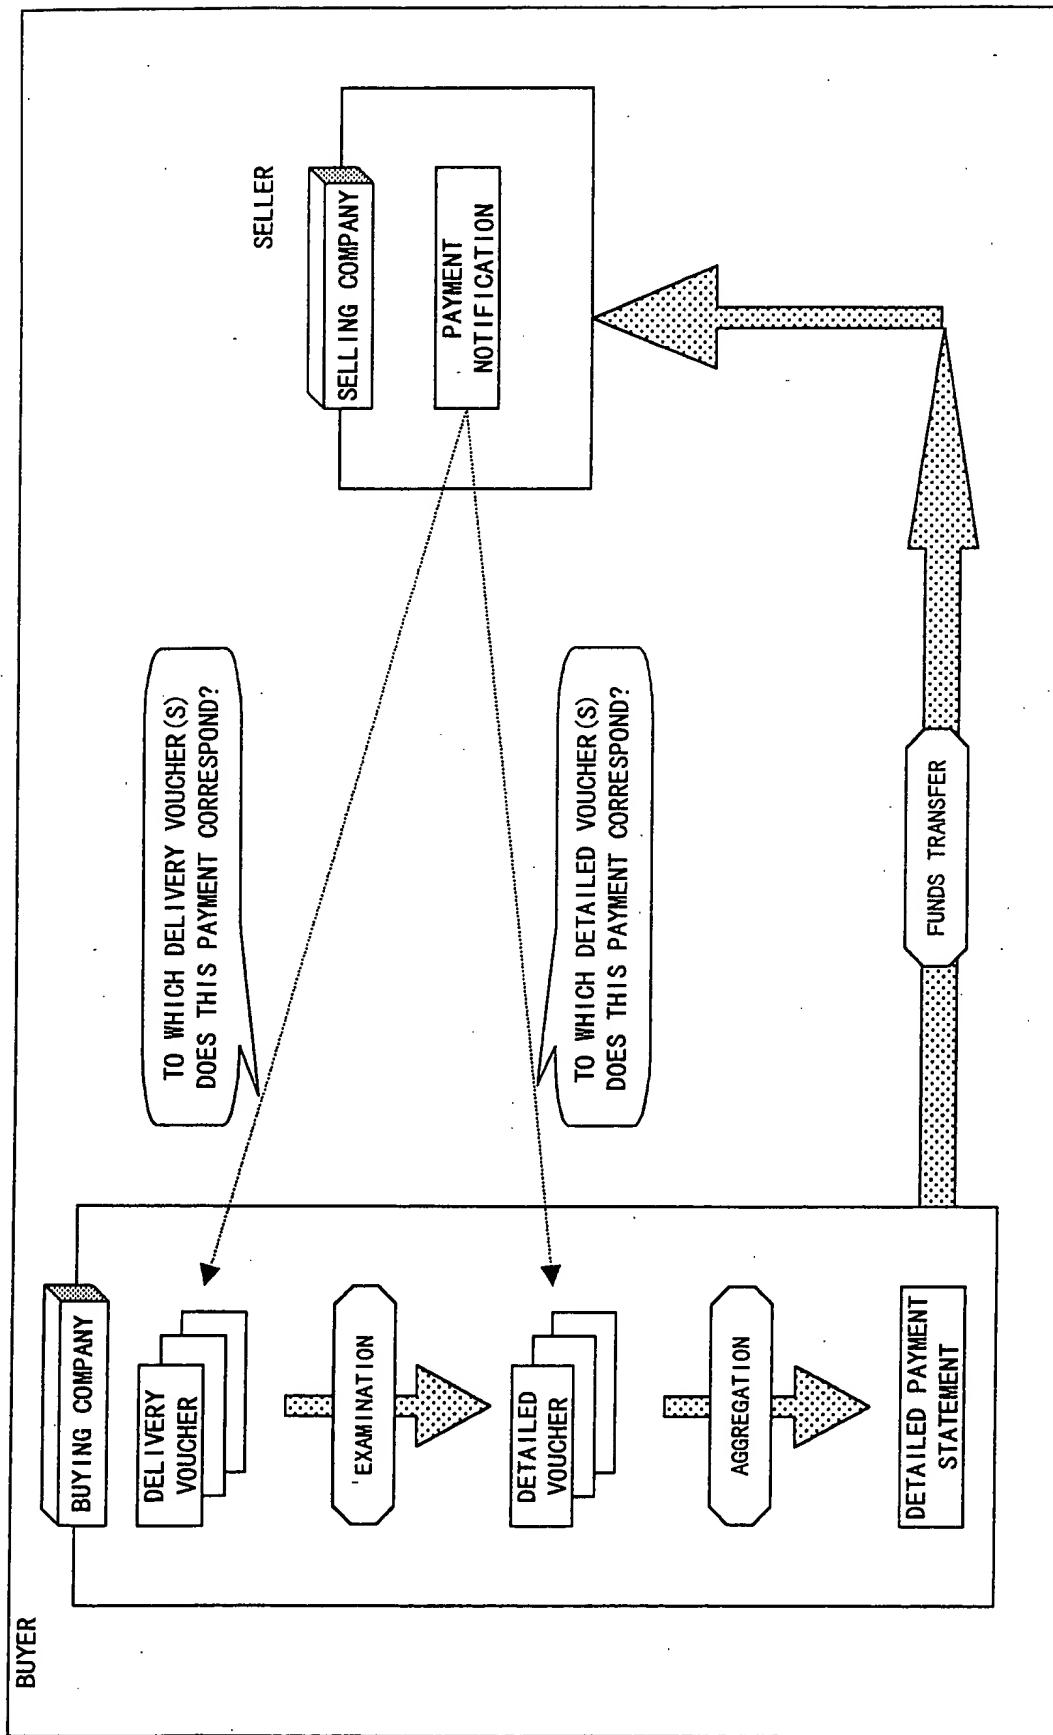 BUYER
BUYING COMPANY
DELIVERY
VOUCHER
EXAMINATION
DETAILED
VOUCHER
AGGREGATION
DETAILED PAYMENT
STATEMENT
TO WHICH DELIVERY VOUCHER(S)
DOES THIS PAYMENT CORRESPOND?
TO WHICH DETAILED VOUCHER(S)
DOES THIS PAYMENT CORRESPOND?
FUNDS TRANSFER
SELLER
SELLING COMPANY
PAYMENT
NOTIFICATION